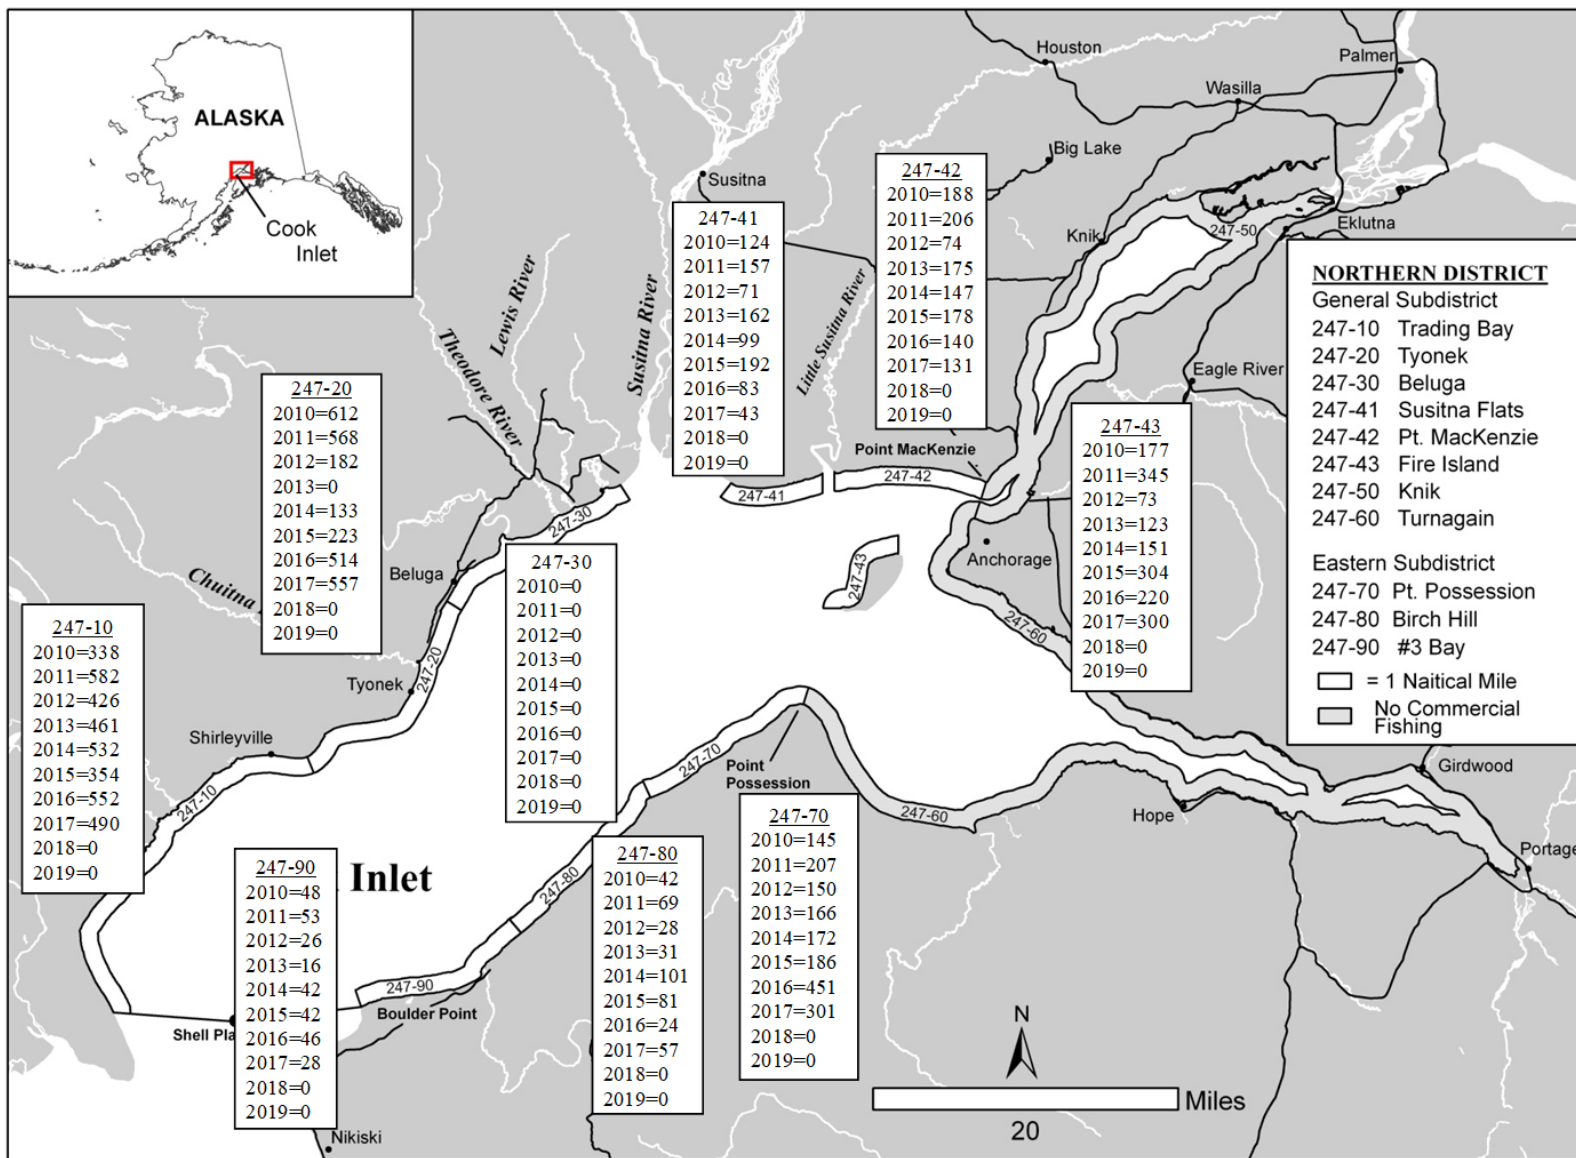 ALASKA
Cook
Inlet
Houston
Palmer
Wasilla
Big Lake
Susitna
Knik
Eklutna
247-50
Eagle River
Lewis River
Theodore River
Susitna River
Little Susitna River
247-41
2010=124
2011=157
2012=71
2013=162
2014=99
2015=192
2016=83
2017=43
2018=0
2019=0
247-42
2010=188
2011=206
2012=74
2013=175
2014=147
2015=178
2016=140
2017=131
2018=0
2019=0
NORTHERN DISTRICT
General Subdistrict
247-10 Trading Bay
247-20 Tyonek
247-30 Beluga
247-41 Susitna Flats
247-42 Pt. MacKenzie
247-43 Fire Island
247-50 Knik
247-60 Turnagain
Eastern Subdistrict
247-70 Pt. Possession
247-80 Birch Hill
247-90 #3 Bay
= 1 Naitical Mile
No Commercial
Fishing
247-20
2010=612
2011=568
2012=182
2013=0
2014=133
2015=223
2016=514
2017=557
2018=0
2019=0
Point MacKenzie
247-41
247-42
247-43
2010=177
2011=345
2012=73
2013=123
2014=151
2015=304
2016=220
2017=300
2018=0
2019=0
247-30
Anchorage
247-43
247-60
Beluga
Chuitna
247-30
2010=0
2011=0
2012=0
2013=0
2014=0
2015=0
2016=0
2017=0
2018=0
2019=0
247-10
2010=338
2011=582
2012=426
2013=461
2014=532
2015=354
2016=552
2017=490
2018=0
2019=0
Tyonek
247-20
Shirleyville
247-10
247-70
Point
Possession
247-60
Girdwood
Hope
Portage
247-70
2010=145
2011=207
2012=150
2013=166
2014=172
2015=186
2016=451
2017=301
2018=0
2019=0
247-80
247-80
2010=42
2011=69
2012=28
2013=31
2014=101
2015=81
2016=24
2017=57
2018=0
2019=0
247-90
2010=48
2011=53
2012=26
2013=16
2014=42
2015=42
2016=46
2017=28
2018=0
2019=0
Inlet
247-90
Boulder Point
Shell Pla
Nikiski
N
Miles
20